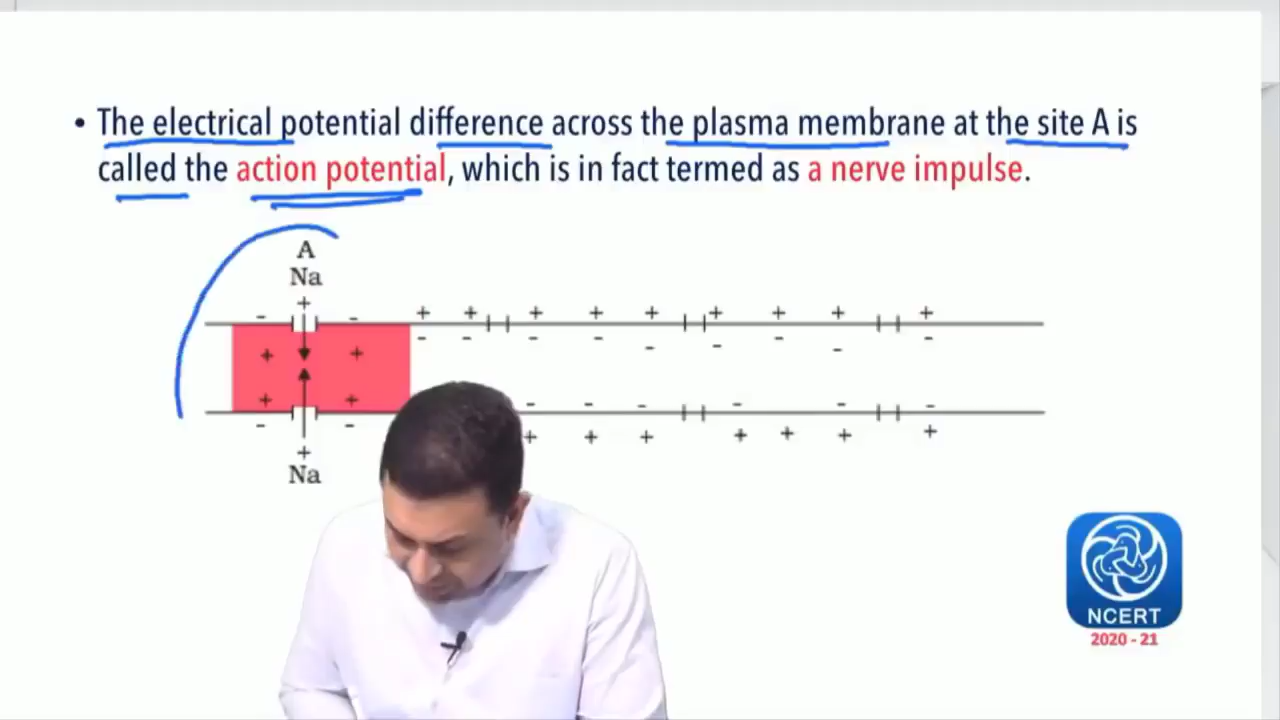 • The electrical potential difference across the plasma membrane at the site A is
called the action potential, which is in fact termed as a nerve impulse.
A
Na
+
- -
+ + + + + + + + +
- - - - - - - - -
+ +
+ +
- - - - - -
- -
+ + + + + + +
+
Na
NCERT
2020 - 21